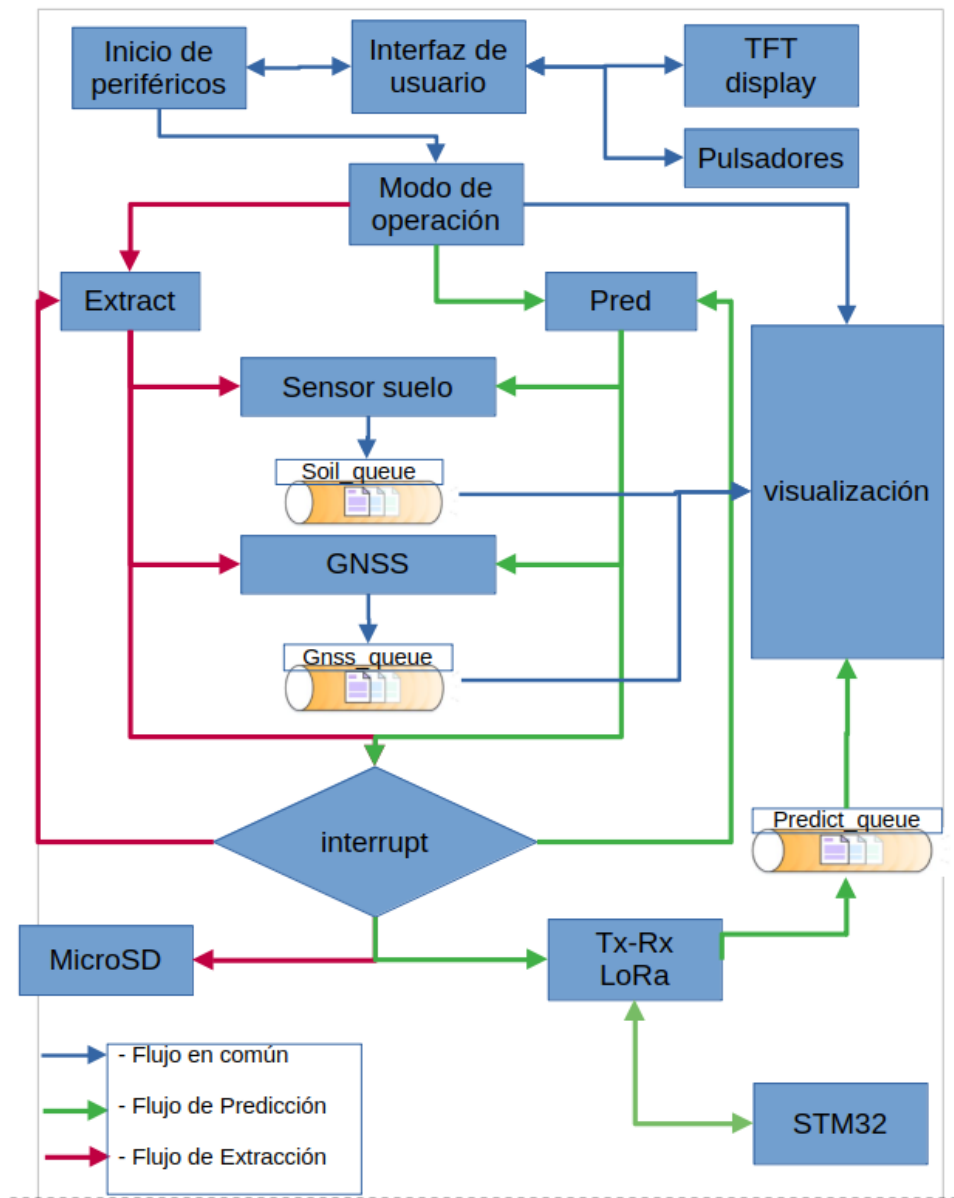 Inicio de
periféricos
Interfaz de
usuario
TFT
display
Pulsadores
Modo de
operación
Extract
Pred
Sensor suelo
Soil_queue
visualización
GNSS
Gnss_queue
interrupt
Predict_queue
MicroSD
Tx-Rx
LoRa
- Flujo en común
- Flujo de Predicción
- Flujo de Extracción
STM32